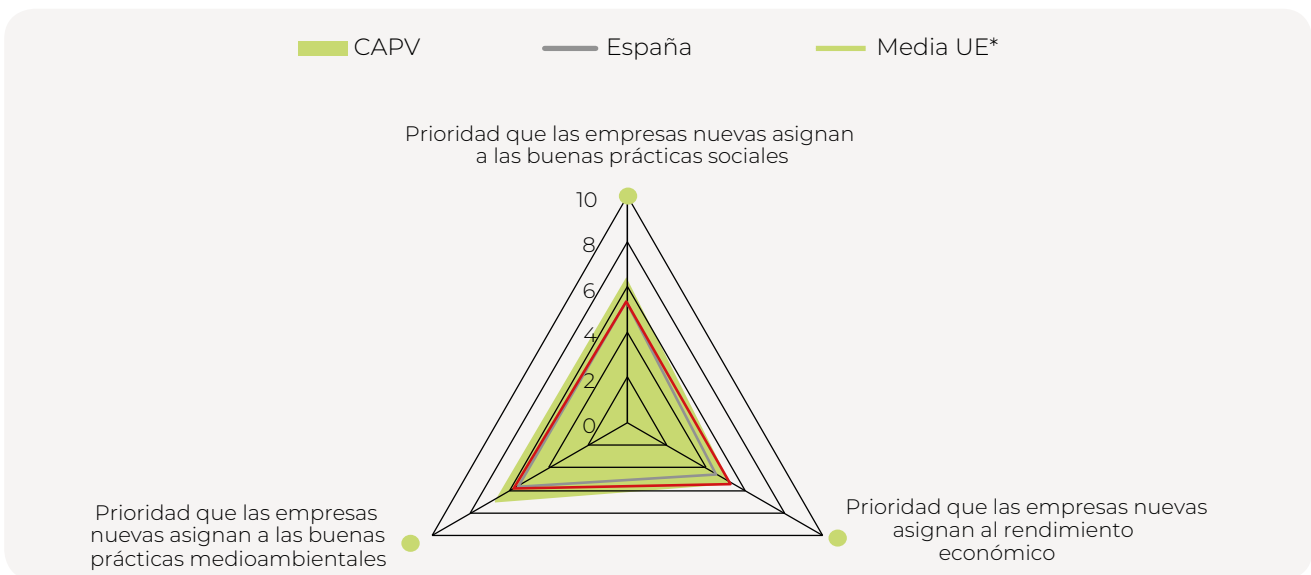 CAPV España Media UE*
Prioridad que las empresas nuevas asignan
a las buenas prácticas sociales
10
8
6
4
2
0
Prioridad que las empresas
nuevas asignan a las buenas
prácticas medioambientales
Prioridad que las empresas nuevas
asignan al rendimiento
económico